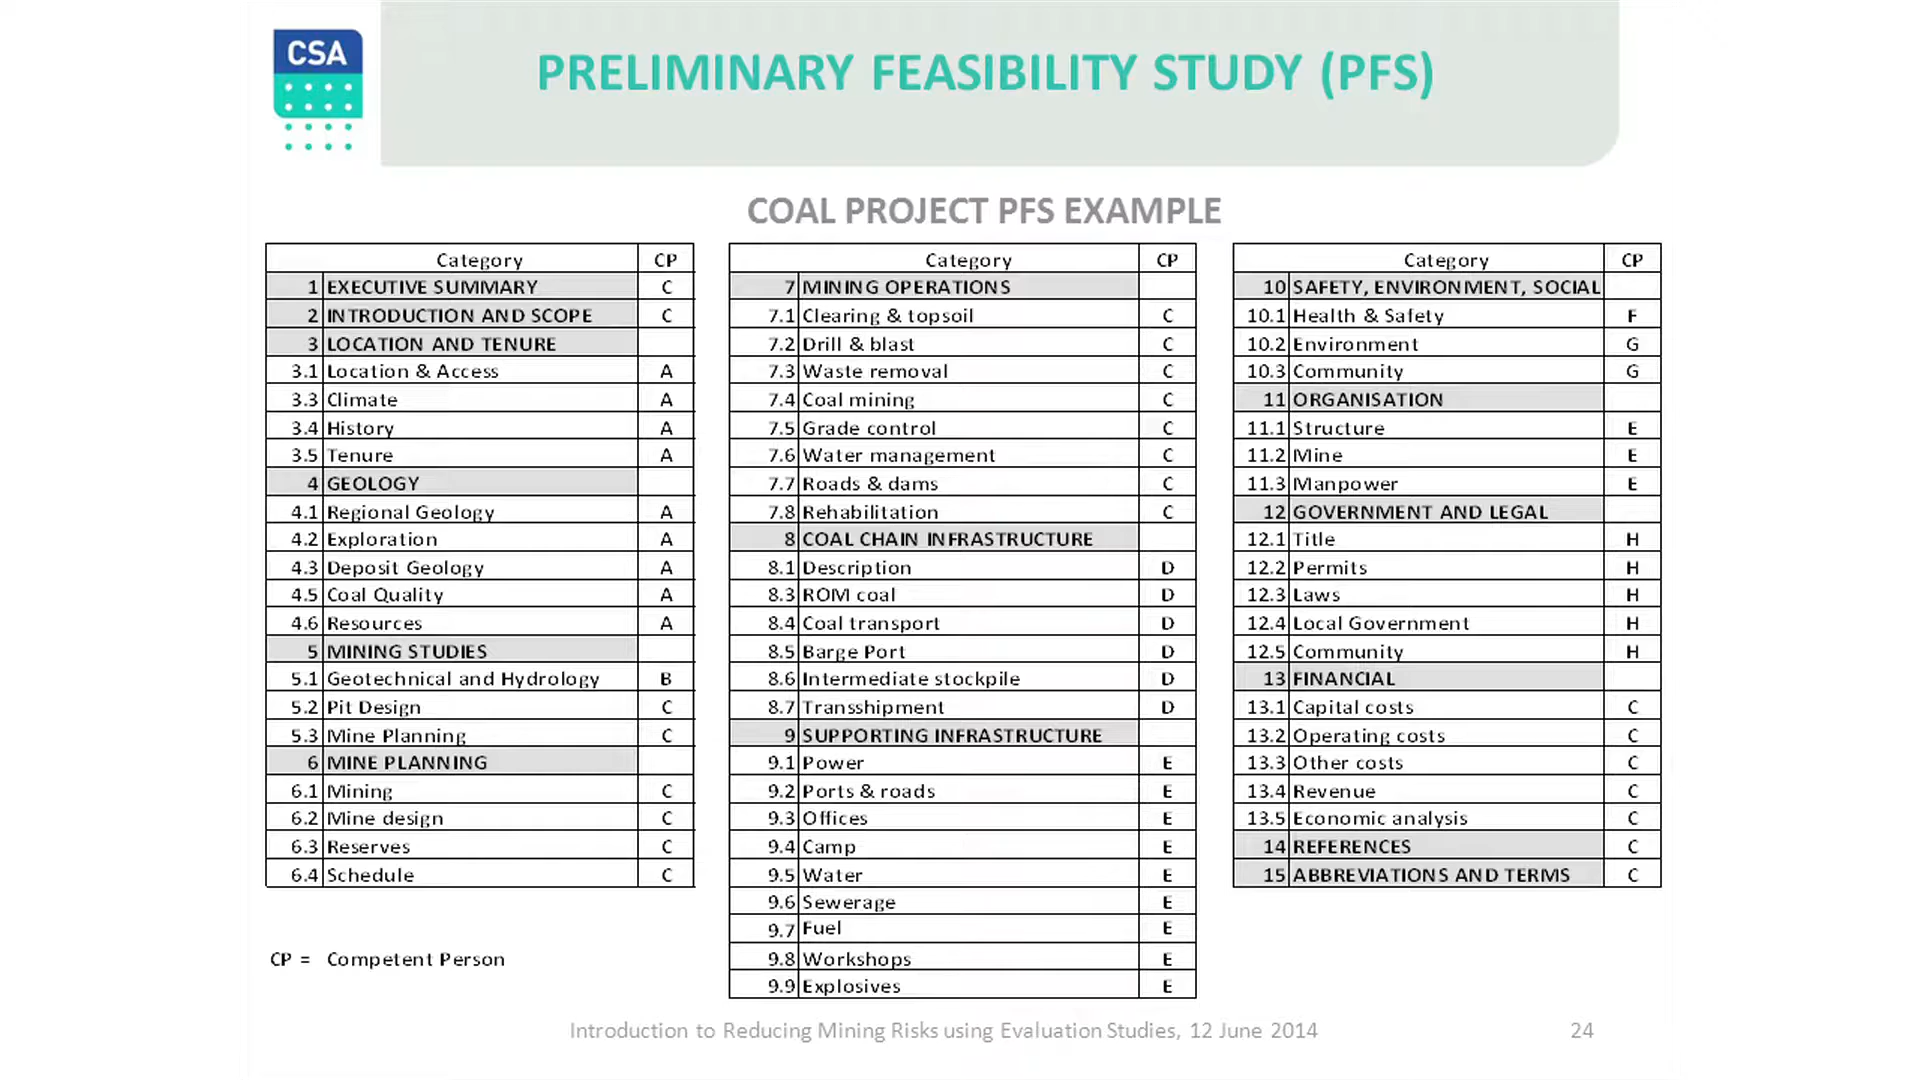 CSA
PRELIMINARY FEASIBILITY STUDY (PFS)
COAL PROJECT PFS EXAMPLE
Category CP
1 EXECUTIVE SUMMARY C
2 INTRODUCTION AND SCOPE C
3 LOCATION AND TENURE
3.1 Location & Access A
3.3 Climate A
3.4 History A
3.5 Tenure A
4 GEOLOGY
4.1 Regional Geology A
4.2 Exploration A
4.3 Deposit Geology A
4.5 Coal Quality A
4.6 Resources A
5 MINING STUDIES
5.1 Geotechnical and Hydrology B
5.2 Pit Design C
5.3 Mine Planning C
6 MINE PLANNING
6.1 Mining C
6.2 Mine design C
6.3 Reserves C
6.4 Schedule C
CP = Competent Person
Category CP
7 MINING OPERATIONS
7.1 Clearing & topsoil C
7.2 Drill & blast C
7.3 Waste removal C
7.4 Coal mining C
7.5 Grade control C
7.6 Water management C
7.7 Roads & dams C
7.8 Rehabilitation C
8 COAL CHAIN INFRASTRUCTURE
8.1 Description D
8.3 ROM coal D
8.4 Coal transport D
8.5 Barge Port D
8.6 Intermediate stockpile D
8.7 Transshipment D
9 SUPPORTING INFRASTRUCTURE
9.1 Power E
9.2 Ports & roads E
9.3 Offices E
9.4 Camp E
9.5 Water E
9.6 Sewerage E
9.7 Fuel E
9.8 Workshops E
9.9 Explosives E
Category CP
10 SAFETY, ENVIRONMENT, SOCIAL
10.1 Health & Safety F
10.2 Environment G
10.3 Community G
11 ORGANISATION
11.1 Structure E
11.2 Mine E
11.3 Manpower E
12 GOVERNMENT AND LEGAL
12.1 Title H
12.2 Permits H
12.3 Laws H
12.4 Local Government H
12.5 Community H
13 FINANCIAL
13.1 Capital costs C
13.2 Operating costs C
13.3 Other costs C
13.4 Revenue C
13.5 Economic analysis C
14 REFERENCES C
15 ABBREVIATIONS AND TERMS C
Introduction to Reducing Mining Risks using Evaluation Studies, 12 June 2014 24